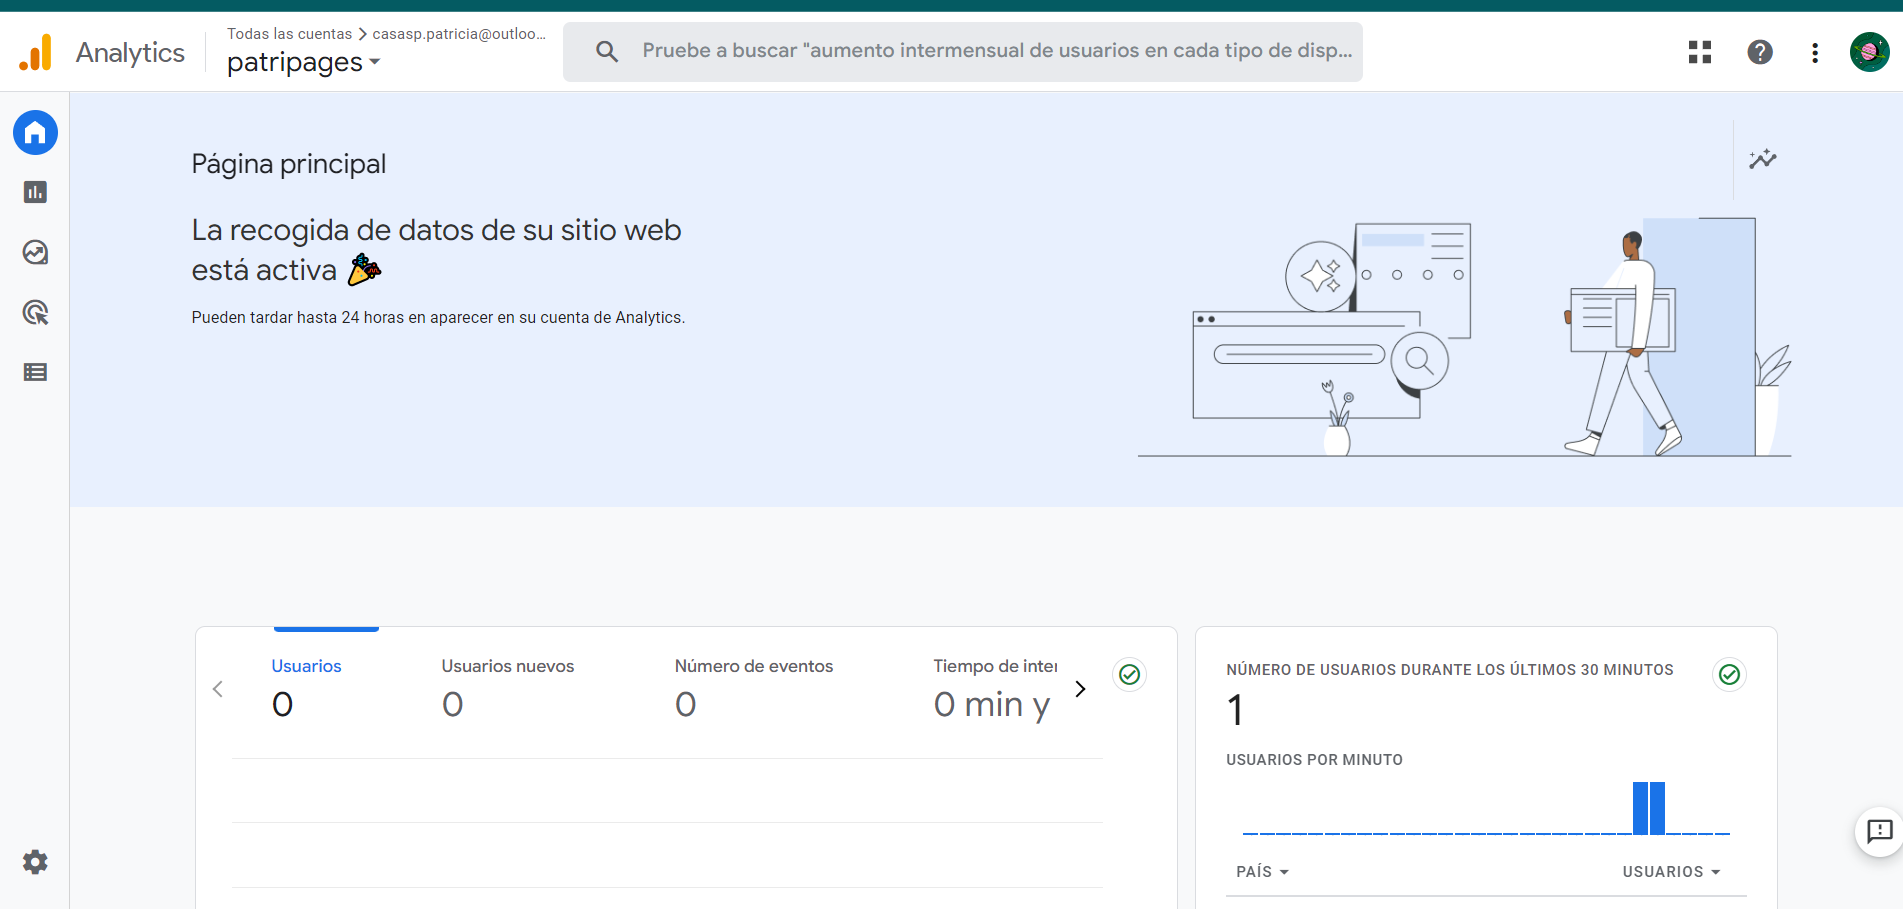 Analytics
Todas las cuentas > casasp.patricia@outloo...
patripages
Pruebe a buscar "aumento intermensual de usuarios en cada tipo de disp...
Página principal
La recogida de datos de su sitio web
está activa
Pueden tardar hasta 24 horas en aparecer en su cuenta de Analytics.
Usuarios
0
Usuarios nuevos
0
Número de eventos
0
Tiempo de inter
0 min y
NÚMERO DE USUARIOS DURANTE LOS ÚLTIMOS 30 MINUTOS
1
USUARIOS POR MINUTO
PAÍS
USUARIOS